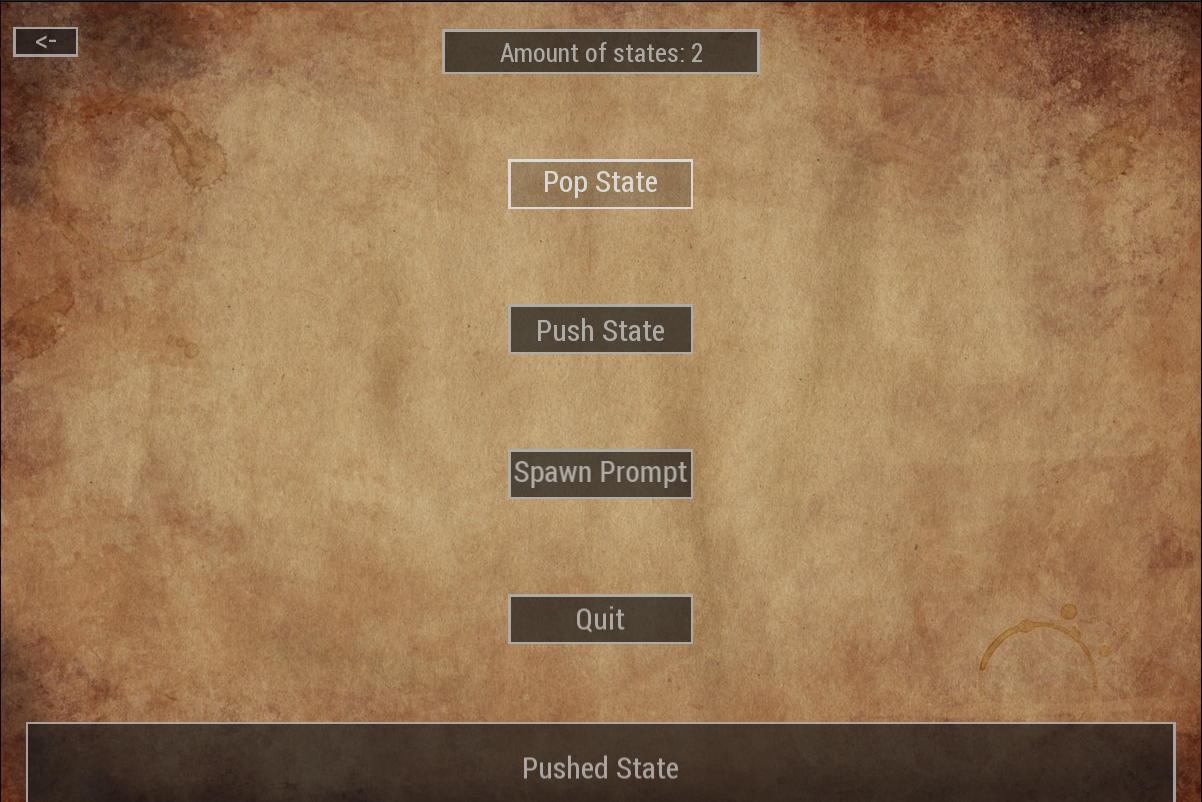 <-
Amount of states: 2
Pop State
Push State
Spawn Prompt
Quit
Pushed State